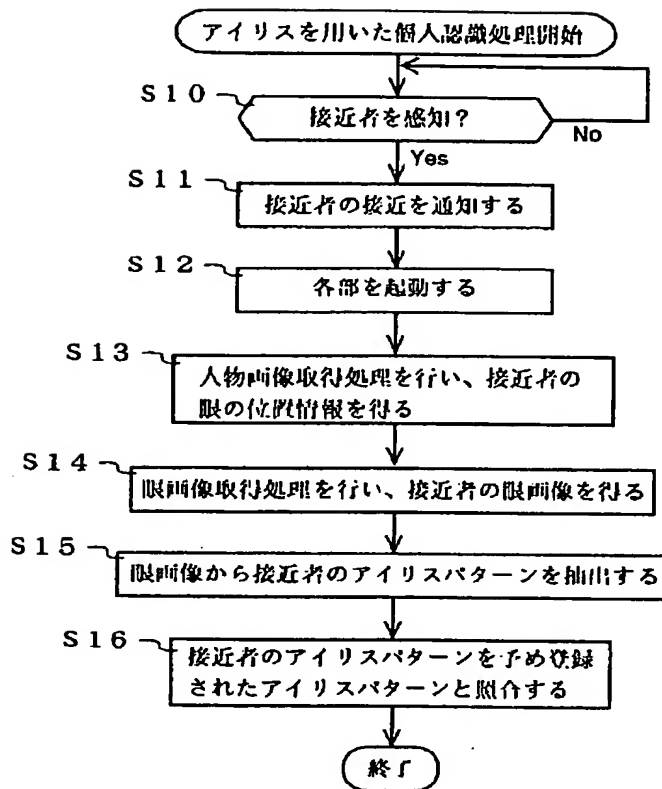 アイリスを用いた個人認識処理開始
S10
接近者を感知?
No
Yes
S11
接近者の接近を通知する
S12
各部を起動する
S13
人物画像取得処理を行い、接近者の
眼の位置情報を得る
S14
眼画像取得処理を行い、接近者の眼画像を得る
S15
眼画像から接近者のアイリスパターンを抽出する
S16
接近者のアイリスパターンを予め登録
されたアイリスパターンと照合する
終了